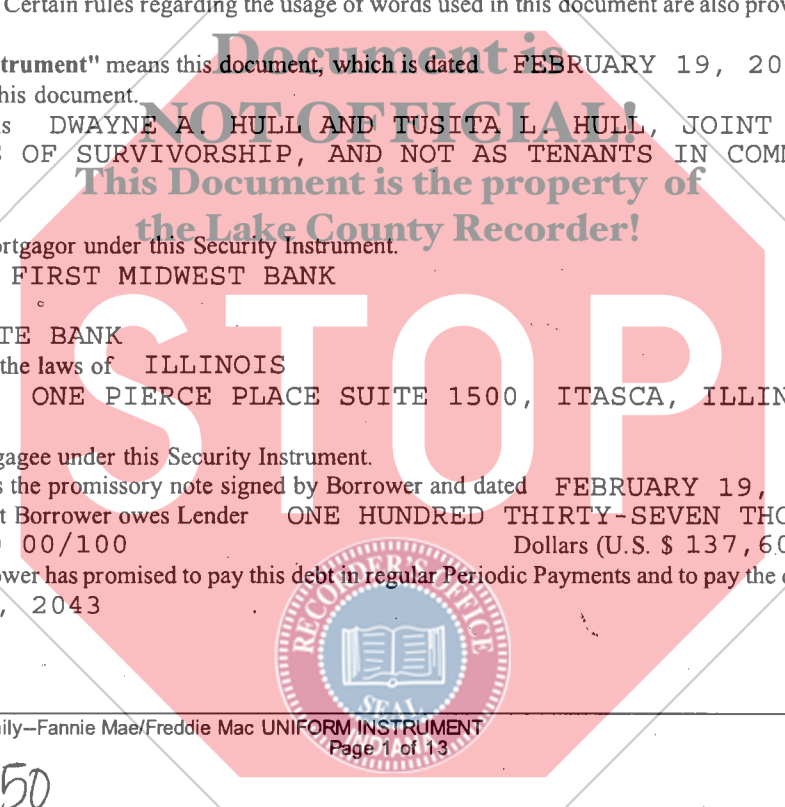 Certain rules regarding the usage of words used in this document are also prov
Document is
trument" means this document, which is dated FEBRUARY 19, 20
his document.
NOT OFFICIAL!
s DWAYNE A. HULL AND TUSITA L. HULL, JOINT
S OF SURVIVORSHIP, AND NOT AS TENANTS IN COMM
This Document is the property of
the Lake County Recorder!
ortgagor under this Security Instrument.
FIRST MIDWEST BANK
STOP
TE BANK
the laws of ILLINOIS
ONE PIERCE PLACE SUITE 1500, ITASCA, ILLIN
gagee under this Security Instrument.
s the promissory note signed by Borrower and dated FEBRUARY 19,
t Borrower owes Lender ONE HUNDRED THIRTY-SEVEN THO
00/100 Dollars (U.S. $ 137,60
ower has promised to pay this debt in regular Periodic Payments and to pay the
, 2043
RECORDER'S OFFICE
SEAL
INDIANA
ily–Fannie Mae/Freddie Mac UNIFORM INSTRUMENT
Page 1 of 13
50